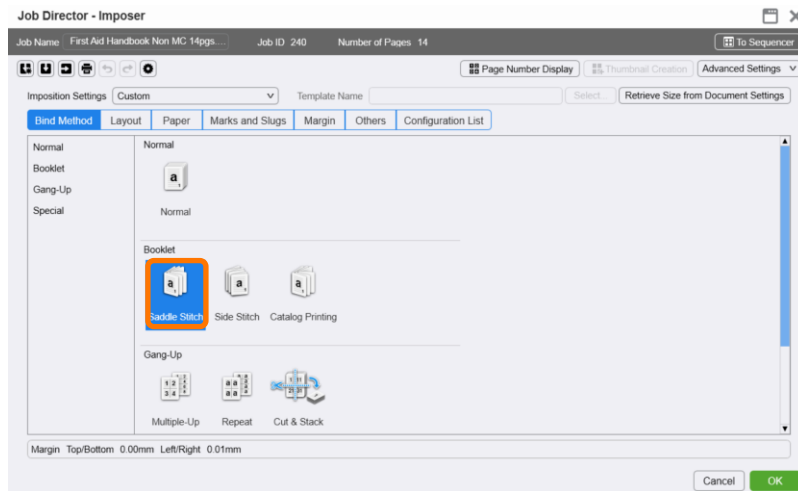 Job Director - Imposer
Job Name First Aid Handbook Non MC 14pgs.... Job ID 240 Number of Pages 14 To Sequencer
Page Number Display Thumbnail Creation Advanced Settings
Imposition Settings Custom Template Name Select... Retrieve Size from Document Settings
Bind Method Layout Paper Marks and Slugs Margin Others Configuration List
Normal
Booklet
Gang-Up
Special
Normal
a
Normal
Booklet
a a a
Saddle Stitch Side Stitch Catalog Printing
Gang-Up
1 2 a a
3 4 a a
Multiple-Up Repeat Cut & Stack
Margin Top/Bottom 0.00mm Left/Right 0.01mm
Cancel OK